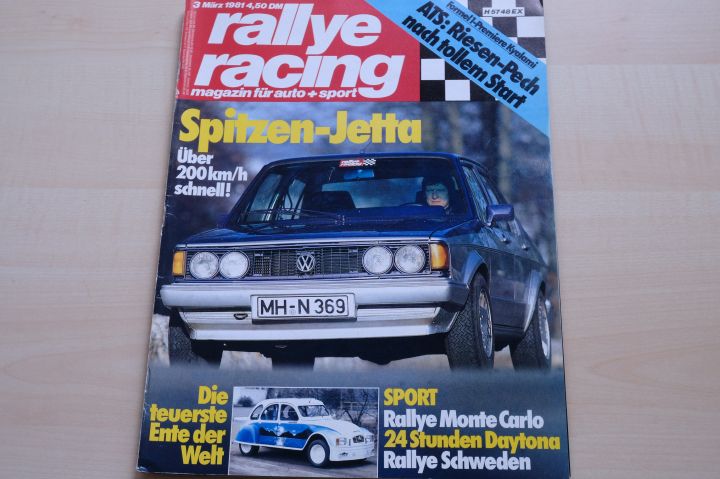 3 März 1981 4,50 DM
H 5748 EX
rallye
racing
magazin für auto + sport
Formel I-Premiere Kyalami
ATS: Riesen-Pech
nach tollem Start
Spitzen-Jetta
Über
200 km/h
schnell!
rallye
racing
MH-N 369
Die
teuerste
Ente der
Welt
SPORT
Rallye Monte Carlo
24 Stunden Daytona
Rallye Schweden